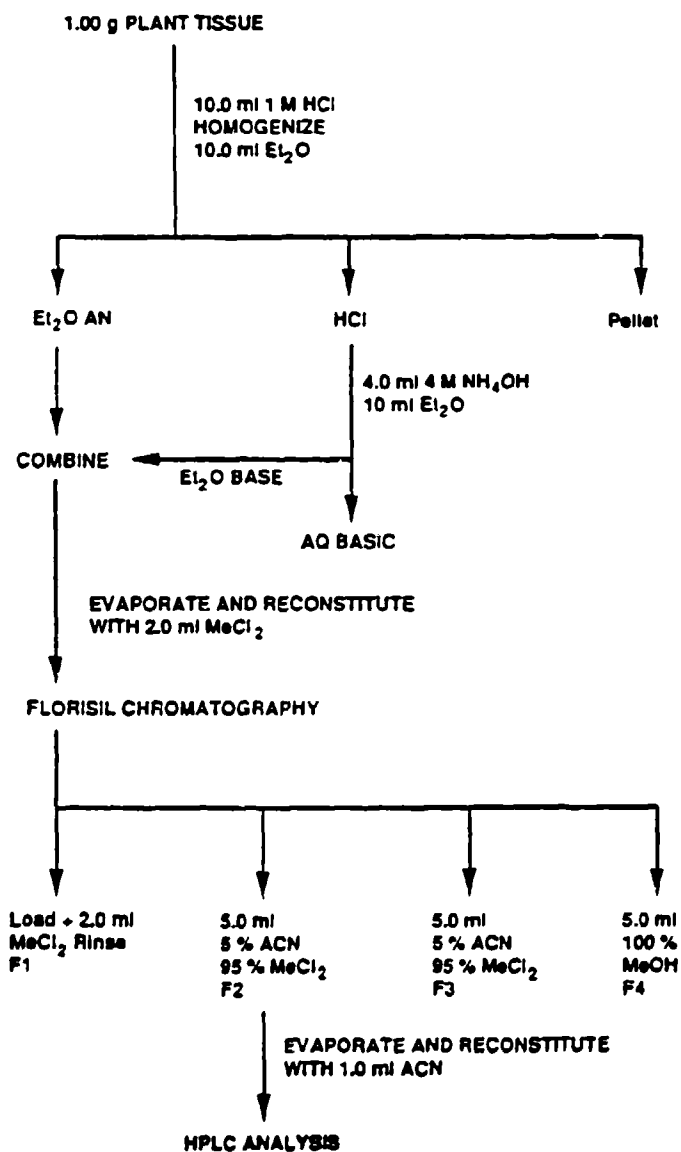 1.00 g PLANT TISSUE
10.0 ml 1 M HCl
HOMOGENIZE
10.0 ml Et₂O
Et₂O AN
HCl
Pellet
4.0 ml 4 M NH₄OH
10 ml Et₂O
COMBINE
Et₂O BASE
AQ BASIC
EVAPORATE AND RECONSTITUTE
WITH 2.0 ml MeCl₂
FLORISIL CHROMATOGRAPHY
Load + 2.0 ml
MeCl₂ Rinse
F1
5.0 ml
5 % ACN
95 % MeCl₂
F2
5.0 ml
5 % ACN
95 % MeCl₂
F3
5.0 ml
100 %
MeOH
F4
EVAPORATE AND RECONSTITUTE
WITH 1.0 ml ACN
HPLC ANALYSIS